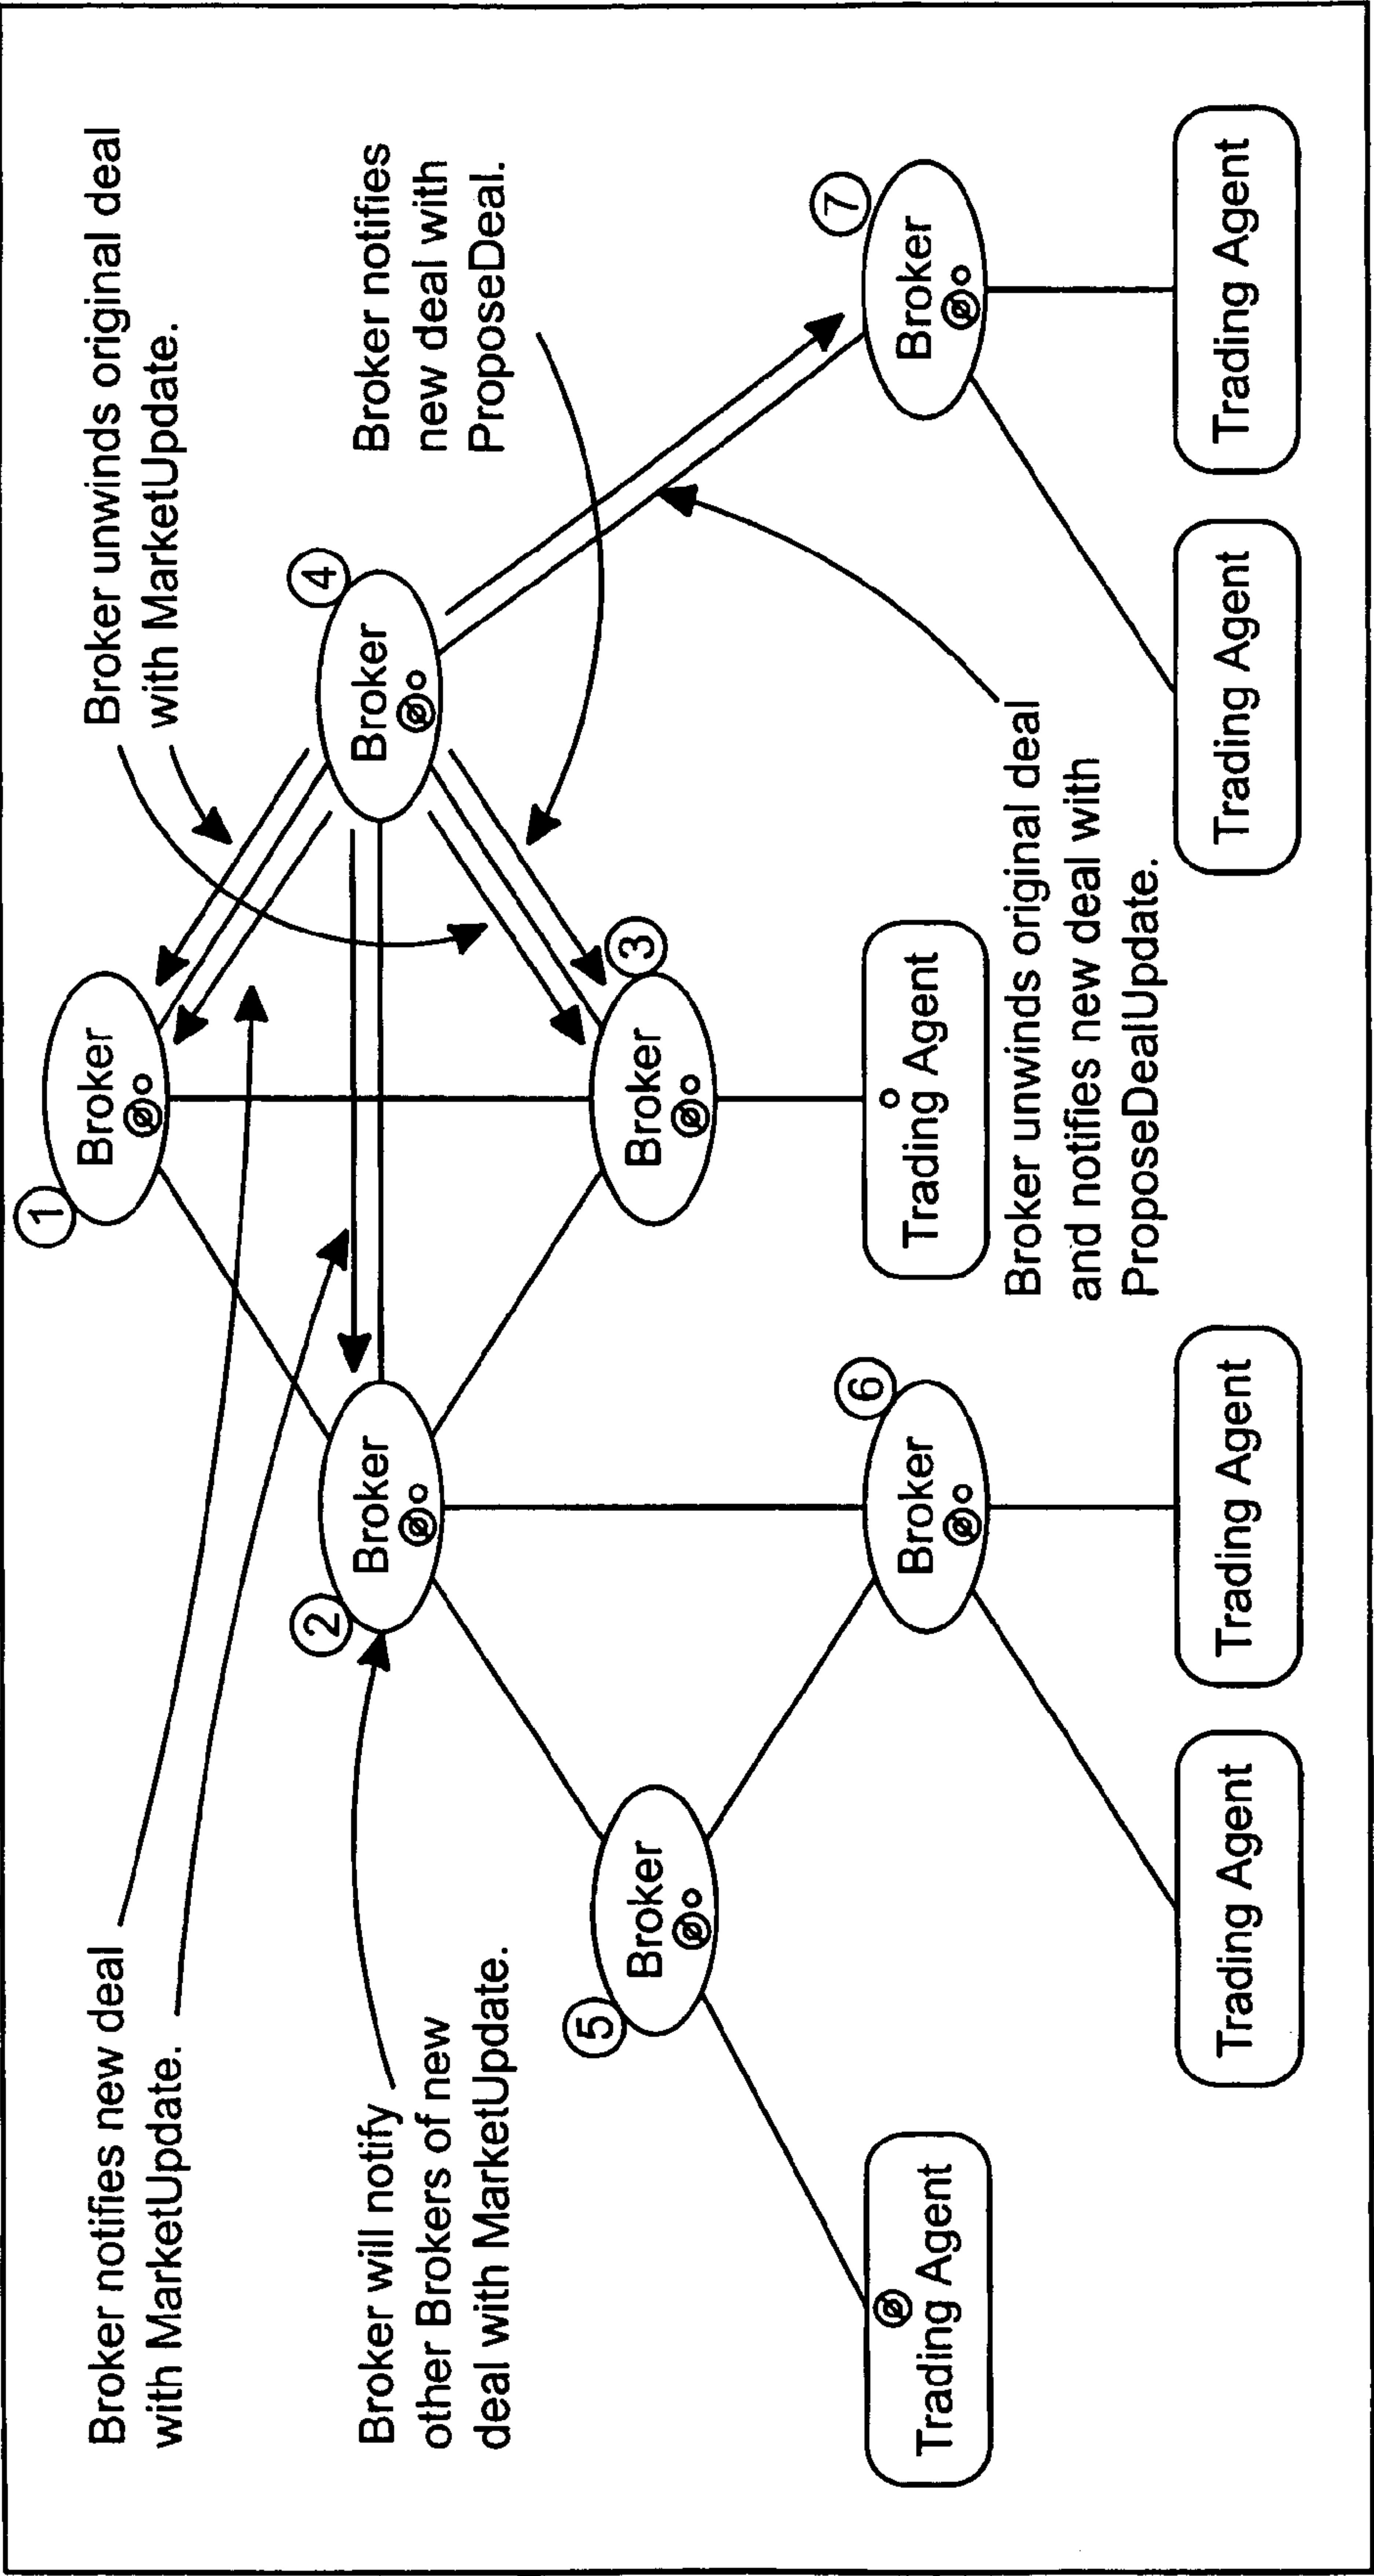 Broker notifies new deal
with MarketUpdate.
1
Broker
Broker unwinds original deal
with MarketUpdate.
Broker will notify
other Brokers of new
deal with MarketUpdate.
2
Broker
4
Broker
Broker notifies
new deal with
ProposeDeal.
5
Broker
3
Broker
6
Broker
7
Broker
Trading Agent
Trading Agent
Broker unwinds original deal
and notifies new deal with
ProposeDealUpdate.
Trading Agent
Trading Agent
Trading Agent
Trading Agent